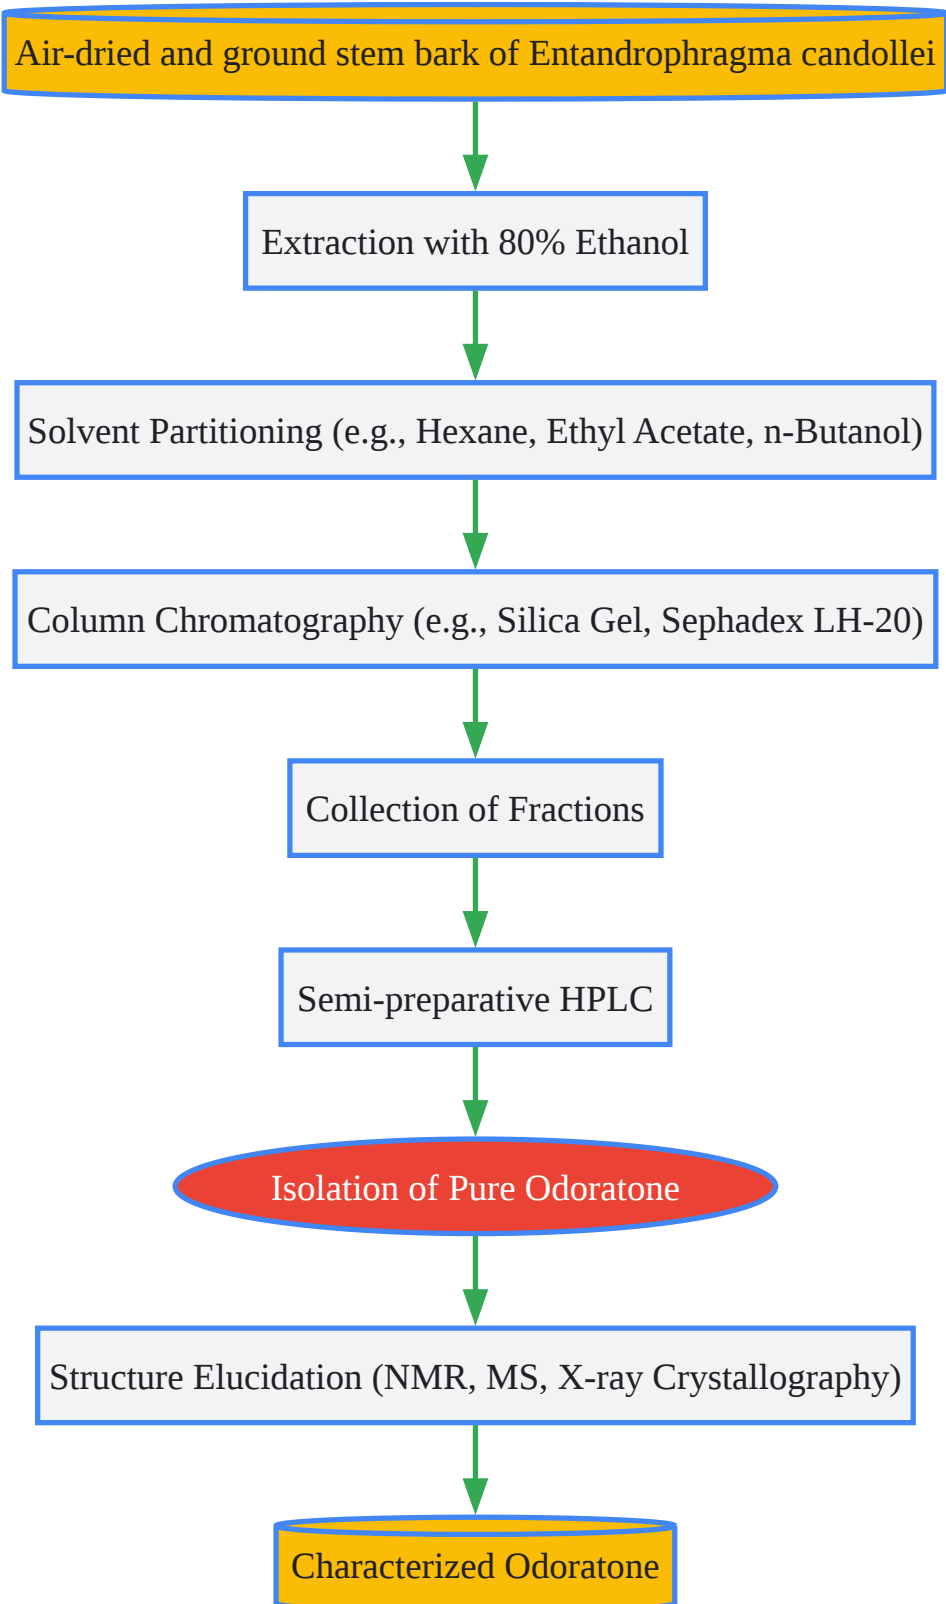 Air-dried and ground stem bark of Entandrophragma candollei
Extraction with 80% Ethanol
Solvent Partitioning (e.g., Hexane, Ethyl Acetate, n-Butanol)
Column Chromatography (e.g., Silica Gel, Sephadex LH-20)
Collection of Fractions
Semi-preparative HPLC
Isolation of Pure Odoratone
Structure Elucidation (NMR, MS, X-ray Crystallography)
Characterized Odoratone